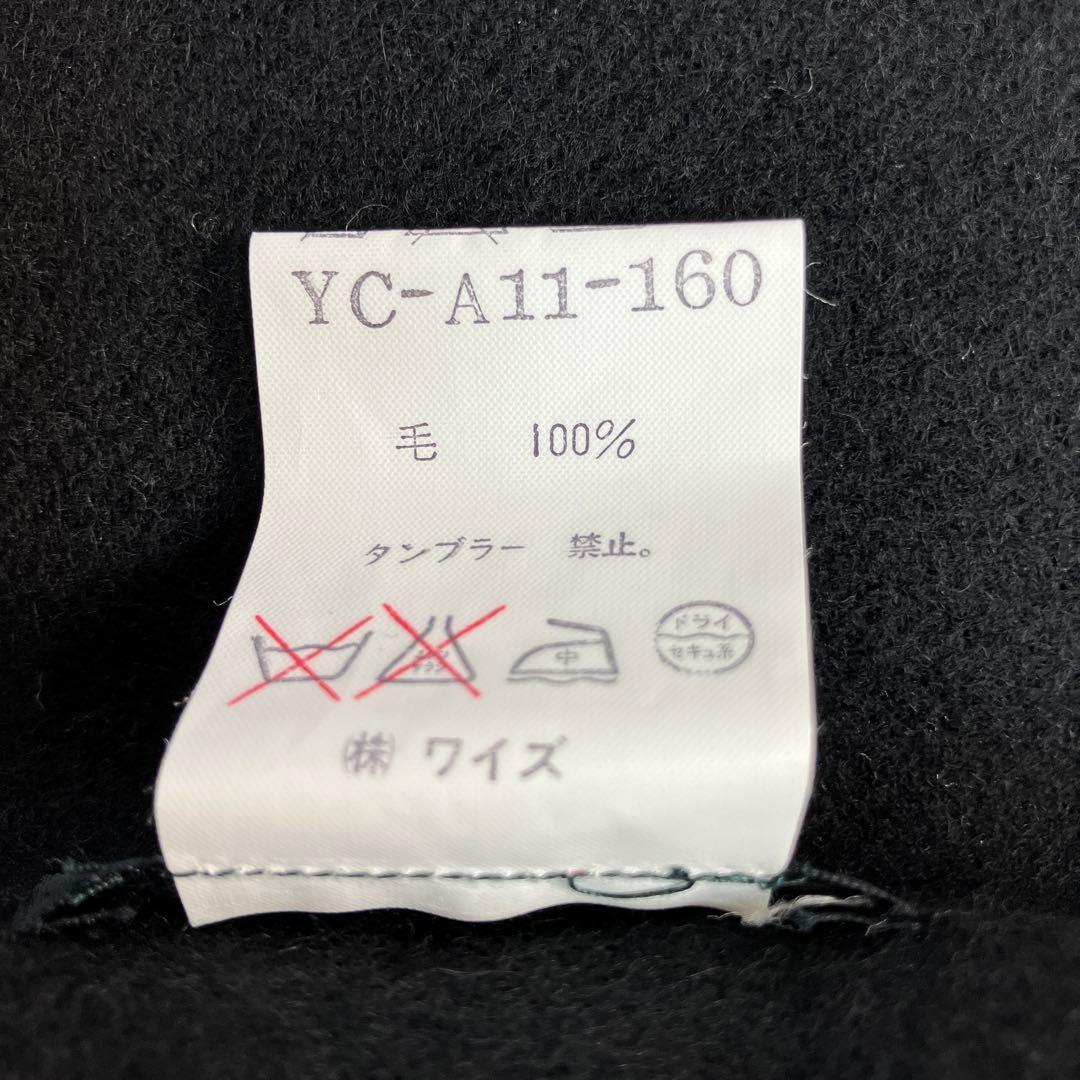 YC-A11-160
毛 100%
タンブラー 禁止。
中
ドライ
セキユ系
㈱ ワイズ